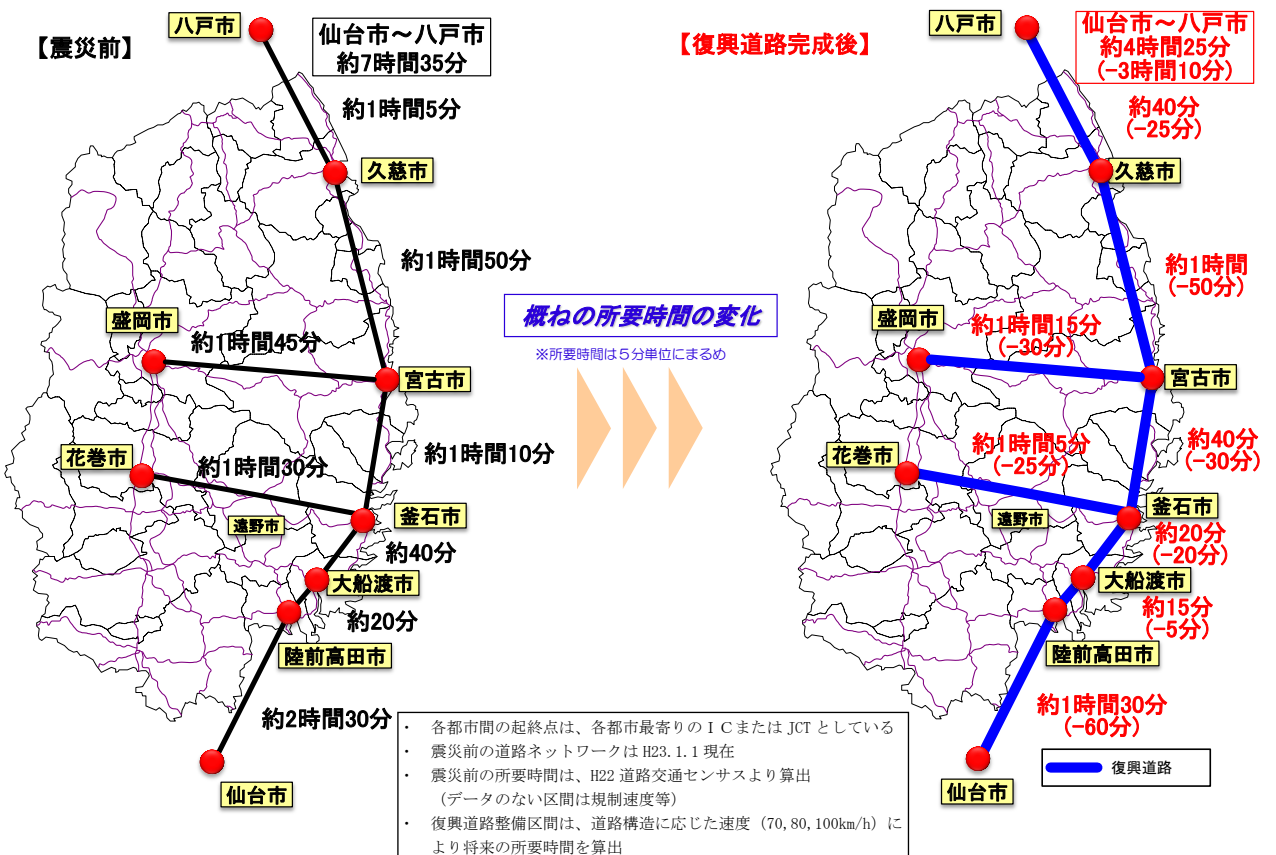 【震災前】
八戸市
仙台市～八戸市
約7時間35分
約1時間5分
久慈市
約1時間50分
盛岡市
約1時間45分
宮古市
花巻市
約1時間30分
約1時間10分
遠野市
釜石市
約40分
大船渡市
約20分
陸前高田市
約2時間30分
仙台市
概ねの所要時間の変化
※所要時間は５分単位にまるめ
【復興道路完成後】
八戸市
仙台市～八戸市
約4時間25分
(-3時間10分)
約40分
(-25分)
久慈市
約1時間
(-50分)
盛岡市
約1時間15分
(-30分)
宮古市
花巻市
約1時間5分
(-25分)
約40分
(-30分)
遠野市
釜石市
約20分
(-20分)
大船渡市
約15分
(-5分)
陸前高田市
約1時間30分
(-60分)
仙台市
復興道路
・ 各都市間の起終点は、各都市最寄りのＩＣまたは JCT としている
・ 震災前の道路ネットワークは H23.1.1 現在
・ 震災前の所要時間は、H22 道路交通センサスより算出
（データのない区間は規制速度等）
・ 復興道路整備区間は、道路構造に応じた速度（70,80,100km/h）に
より将来の所要時間を算出